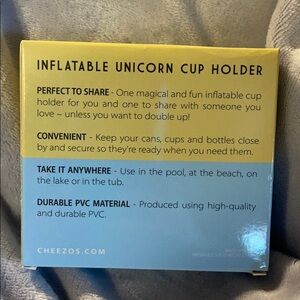 INFLATABLE UNICORN CUP HOLDER
PERFECT TO SHARE - One magical and fun inflatable cup
holder for you and one to share with someone you
love – unless you want to double up!
CONVENIENT - Keep your cans, cups and bottles close
by and secure so they're ready when you need them.
TAKE IT ANYWHERE - Use in the pool, at the beach, on
the lake or in the tub.
DURABLE PVC MATERIAL - Produced using high-quality
and durable PVC.
CHEEZOS.COM